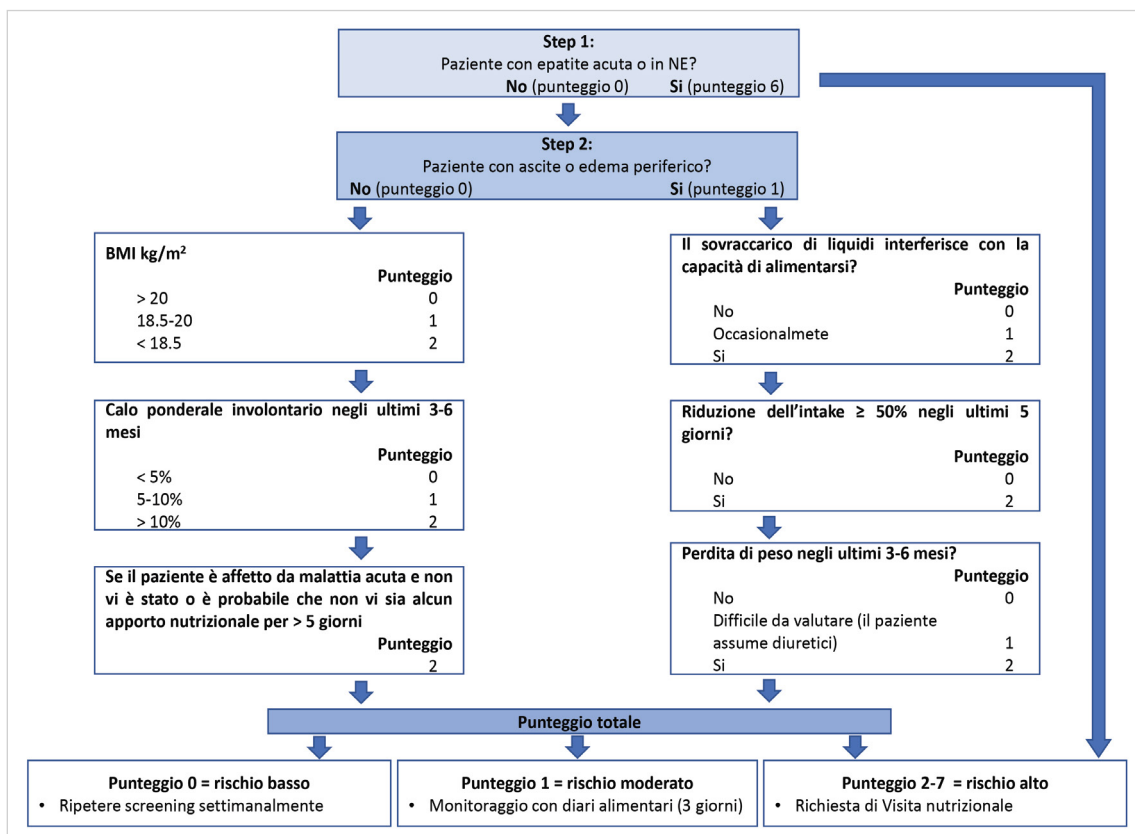 Step 1:
Paziente con epatite acuta o in NE?
No (punteggio 0) Si (punteggio 6)
Step 2:
Paziente con ascite o edema periferico?
No (punteggio 0) Si (punteggio 1)
BMI kg/m²
Punteggio
> 20 0
18.5-20 1
< 18.5 2
Calo ponderale involontario negli ultimi 3-6
mesi
Punteggio
< 5% 0
5-10% 1
> 10% 2
Se il paziente è affetto da malattia acuta e non
vi è stato o è probabile che non vi sia alcun
apporto nutrizionale per > 5 giorni
Punteggio
2
Il sovraccarico di liquidi interferisce con la
capacità di alimentarsi?
Punteggio
No 0
Occasionalmete 1
Si 2
Riduzione dell'intake ≥ 50% negli ultimi 5
giorni?
Punteggio
No 0
Si 2
Perdita di peso negli ultimi 3-6 mesi?
Punteggio
No 0
Difficile da valutare (il paziente
assume diuretici) 1
Si 2
Punteggio totale
Punteggio 0 = rischio basso
• Ripetere screening settimanalmente
Punteggio 1 = rischio moderato
• Monitoraggio con diari alimentari (3 giorni)
Punteggio 2-7 = rischio alto
• Richiesta di Visita nutrizionale